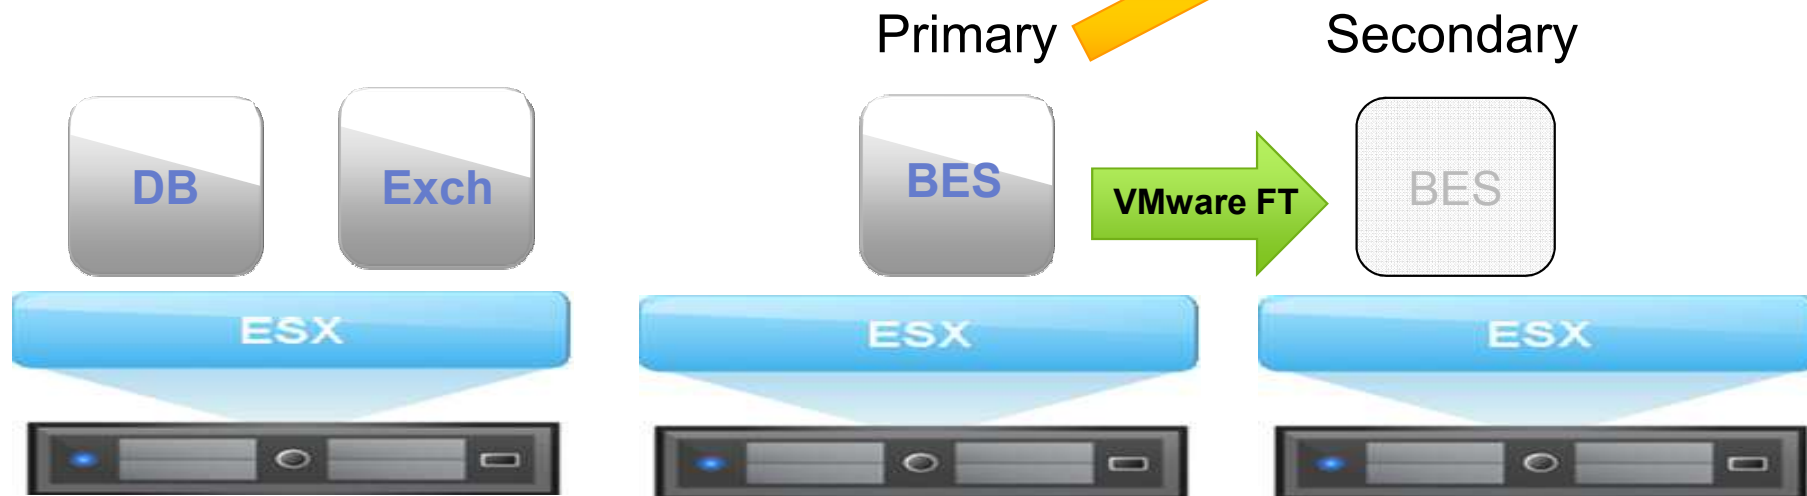 Primary
Secondary
DB
Exch
BES
VMware FT
BES
ESX
ESX
ESX